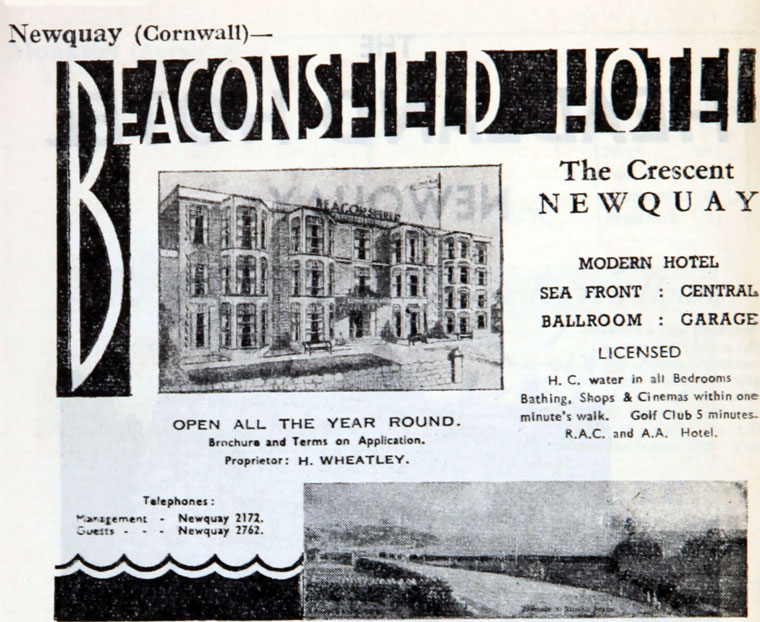 Newquay (Cornwall)—
BEACONSFIELD HOTEL
BEACONSFIELD
The Crescent
NEWQUAY
MODERN HOTEL
SEA FRONT : CENTRAL
BALLROOM : GARAGE
LICENSED
H. C. water in all Bedrooms
Bathing, Shops & Cinemas within one
minute's walk. Golf Club 5 minutes.
R.A.C. and A.A. Hotel.
OPEN ALL THE YEAR ROUND.
Brochure and Terms on Application.
Proprietor: H. WHEATLEY.
Telephones:
Management - Newquay 2172.
Guests - - - Newquay 2762.